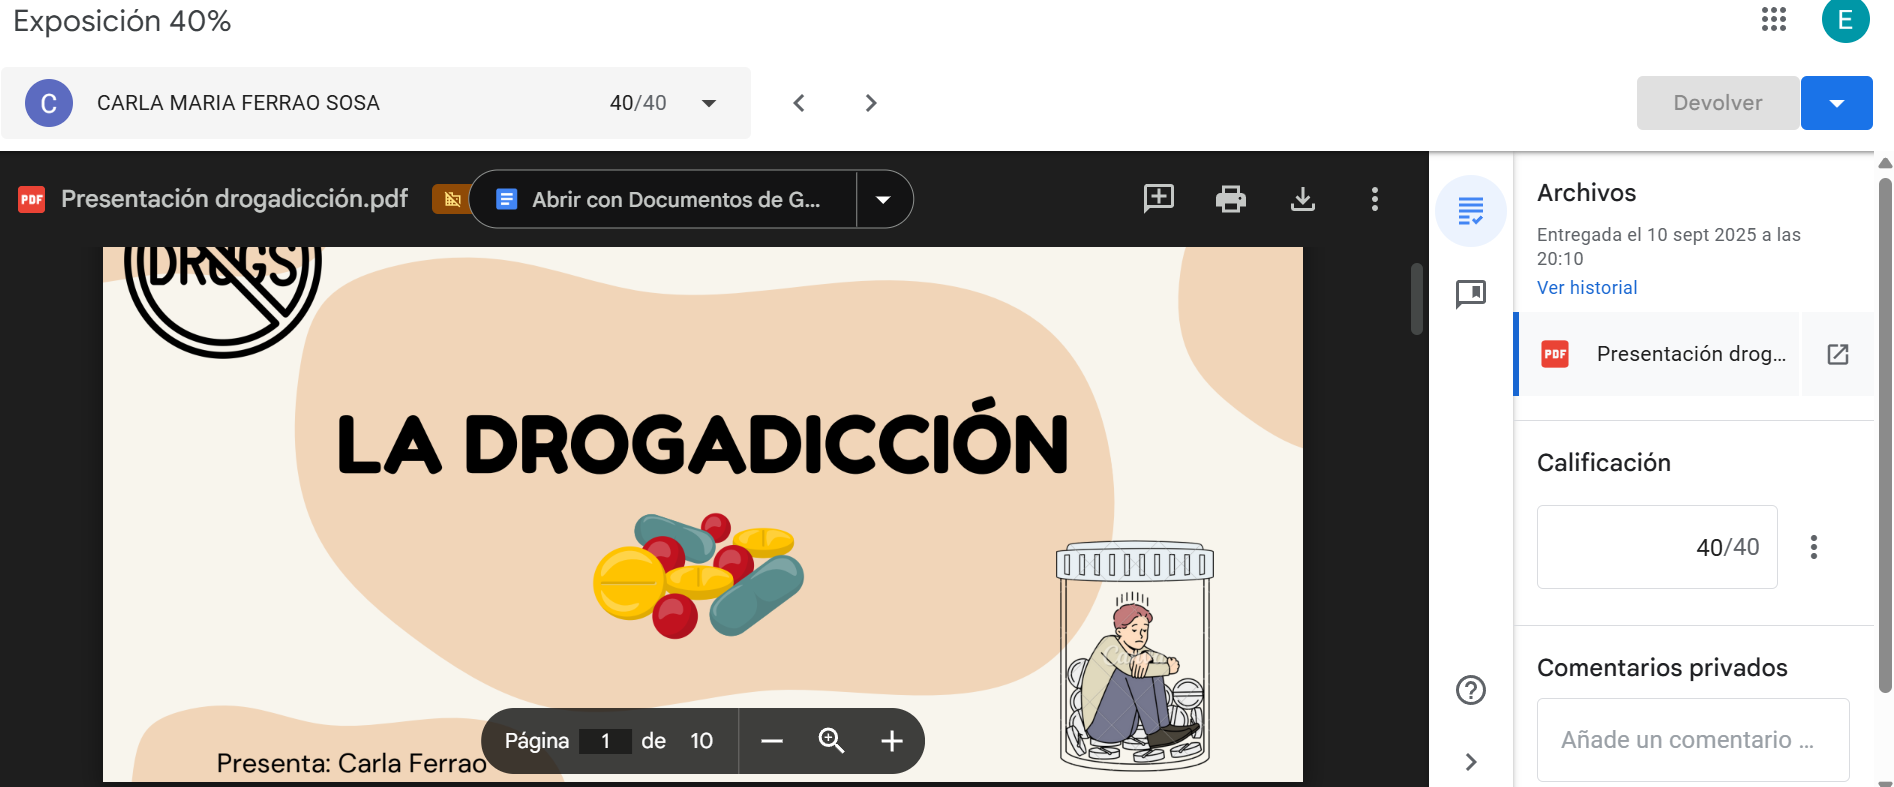 Exposición 40%
E
C
CARLA MARIA FERRAO SOSA
40/40
Devolver
PDF
Presentación drogadicción.pdf
Abrir con Documentos de G...
DRUGS
LA DROGADICCIÓN
Presenta: Carla Ferrao
Página 1 de 10
Archivos
Entregada el 10 sept 2025 a las
20:10
Ver historial
PDF
Presentación drog...
Calificación
40/40
Comentarios privados
Añade un comentario ...